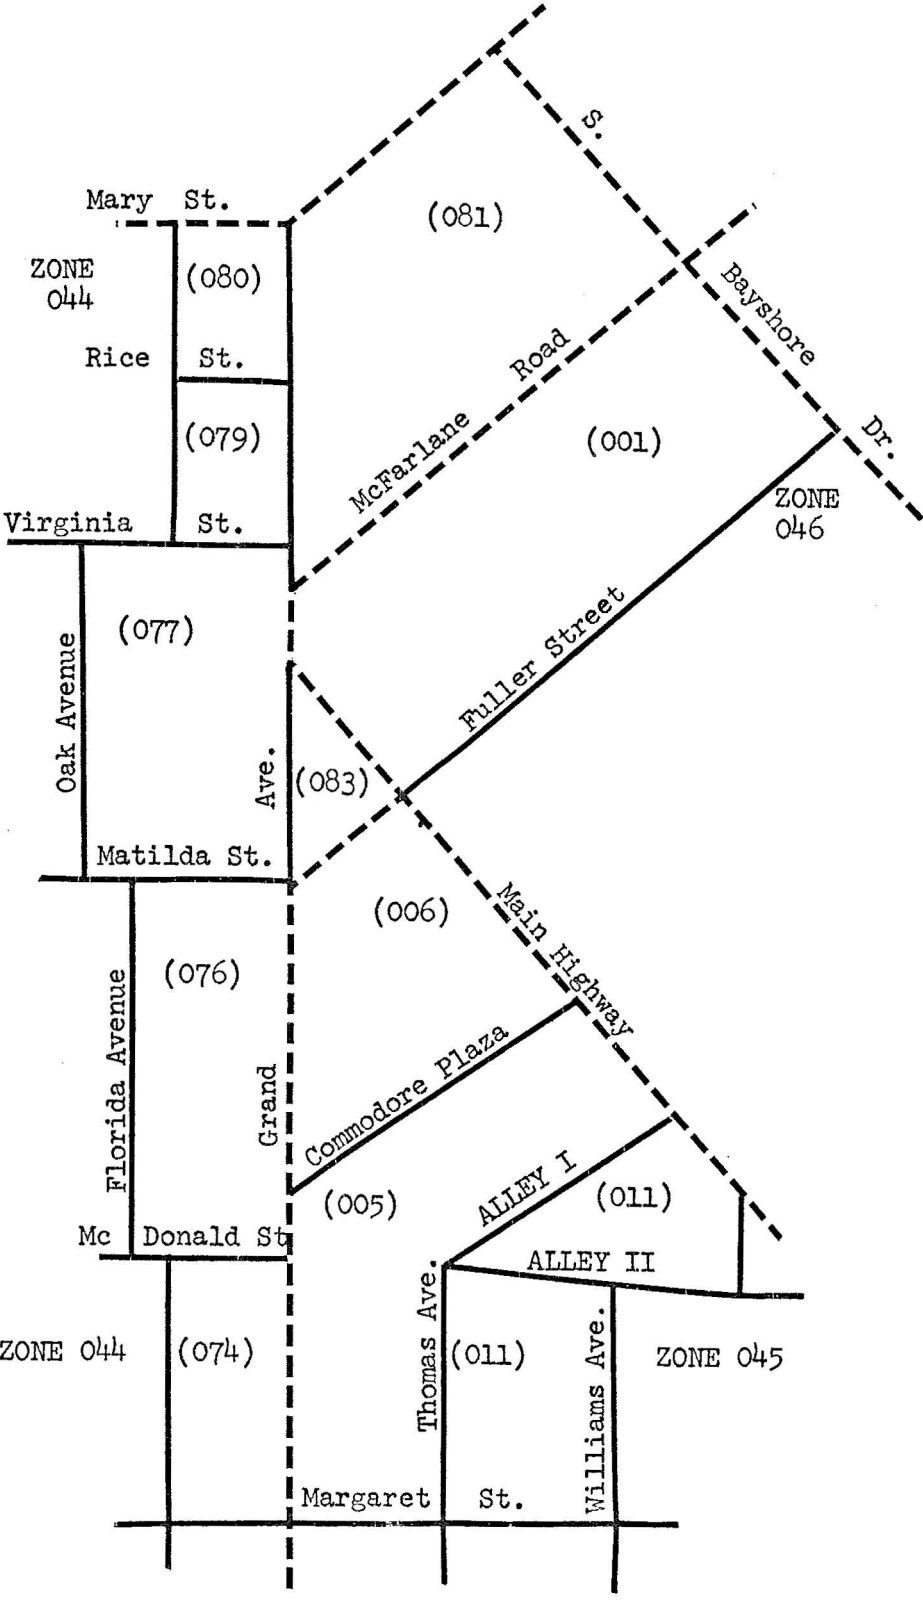 S.
Mary St.
(081)
ZONE
044
(080)
Bayshore
Rice St.
McFarlane Road
(079)
(001)
Dr.
ZONE
046
Virginia St.
(077)
Fuller Street
Oak Avenue
Ave.
(083)
Matilda St.
(006)
Main Highway
(076)
Florida Avenue
Grand
Commodore Plaza
(005)
ALLEY I
(011)
Mc Donald St
ALLEY II
Thomas Ave.
ZONE 044
(074)
(011)
Williams Ave.
ZONE 045
Margaret St.